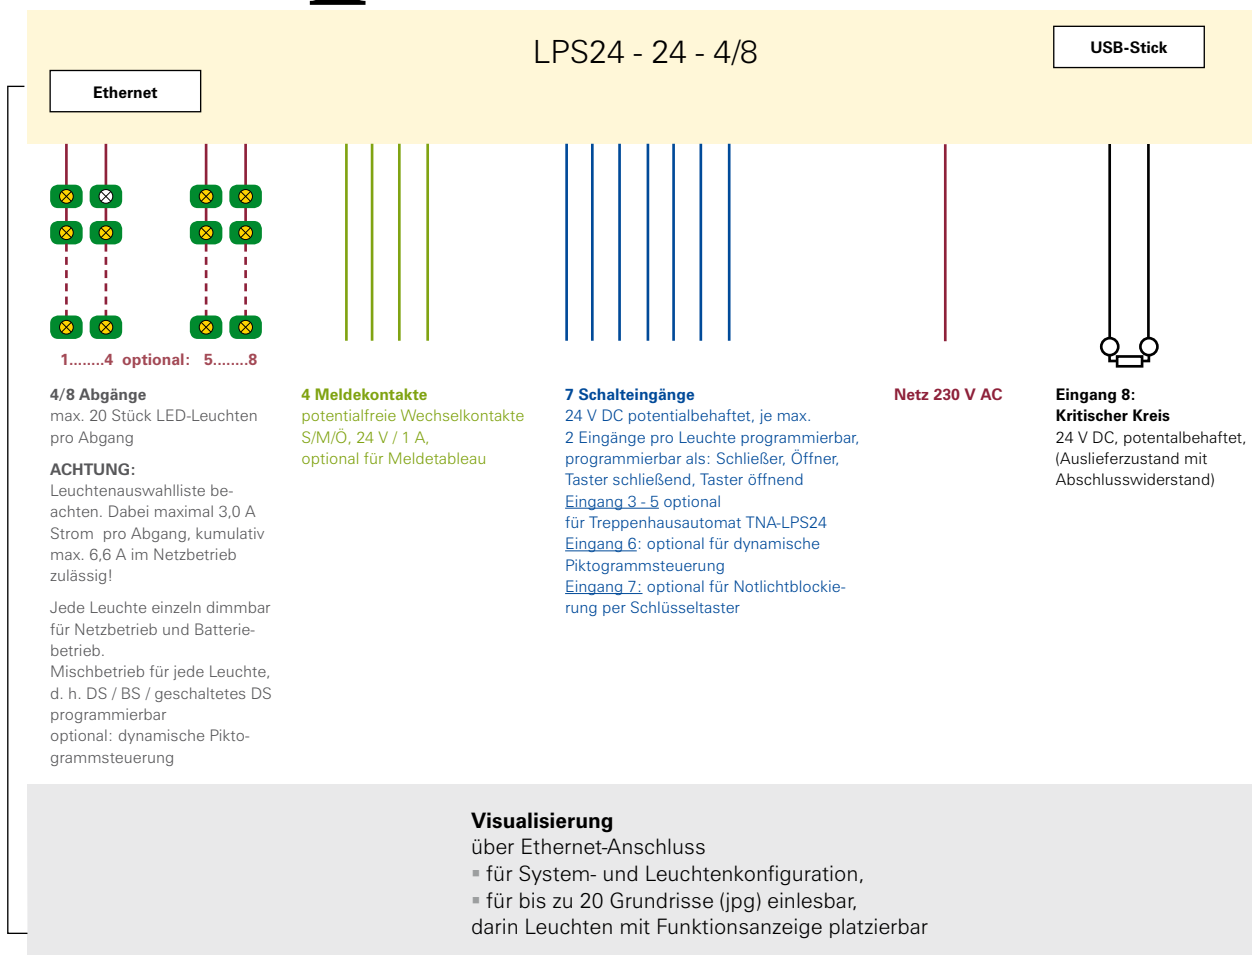 LPS24 - 24 - 4/8
USB-Stick
Ethernet
1........4 optional: 5........8
4/8 Abgänge
max. 20 Stück LED-Leuchten
pro Abgang
ACHTUNG:
Leuchtenauswahlliste be-
achten. Dabei maximal 3,0 A
Strom  pro Abgang, kumulativ
max. 6,6 A im Netzbetrieb
zulässig!
Jede Leuchte einzeln dimmbar
für Netzbetrieb und Batterie-
betrieb.
Mischbetrieb für jede Leuchte,
d. h. DS / BS / geschaltetes DS
programmierbar
optional: dynamische Pikto-
grammsteuerung
4 Meldekontakte
potentialfreie Wechselkontakte
S/M/Ö, 24 V / 1 A,
optional für Meldetableau
7 Schalteingänge
24 V DC potentialbehaftet, je max.
2 Eingänge pro Leuchte programmierbar,
programmierbar als: Schließer, Öffner,
Taster schließend, Taster öffnend
Eingang 3 - 5 optional
für Treppenhausautomat TNA-LPS24
Eingang 6: optional für dynamische
Piktogrammsteuerung
Eingang 7: optional für Notlichtblockie-
rung per Schlüsseltaster
Netz 230 V AC
Eingang 8:
Kritischer Kreis
24 V DC, potentalbehaftet,
(Auslieferzustand mit
Abschlusswiderstand)
Visualisierung
über Ethernet-Anschluss
▪ für System- und Leuchtenkonfiguration,
▪ für bis zu 20 Grundrisse (jpg) einlesbar,
darin Leuchten mit Funktionsanzeige platzierbar